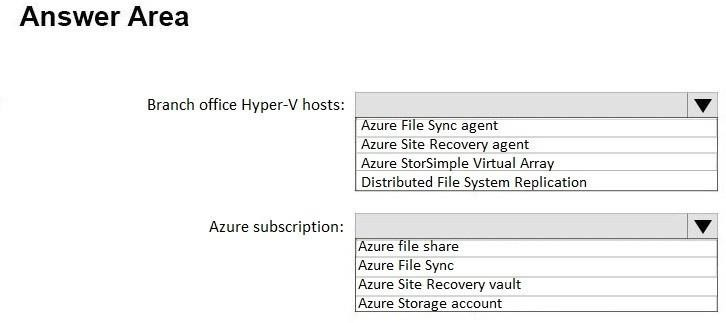 Answer Area
Branch office Hyper-V hosts:
Azure File Sync agent
Azure Site Recovery agent
Azure StorSimple Virtual Array
Distributed File System Replication
Azure subscription:
Azure file share
Azure File Sync
Azure Site Recovery vault
Azure Storage account